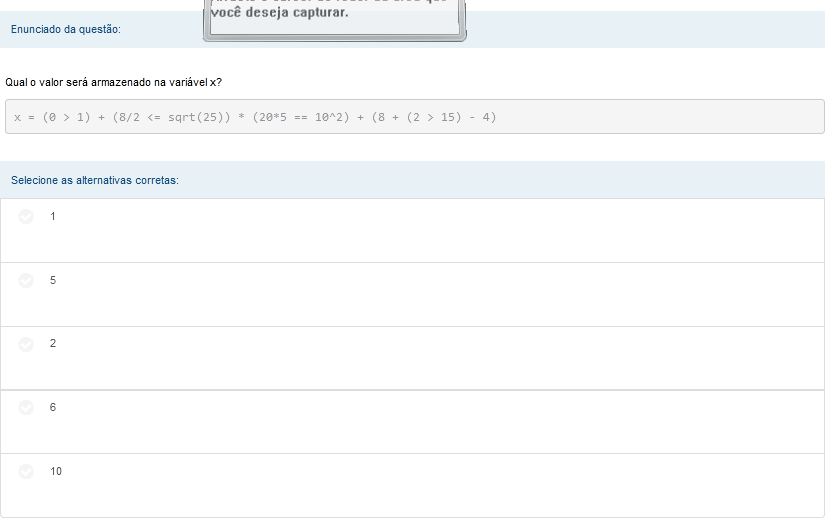 você deseja capturar.
Enunciado da questão:
Qual o valor será armazenado na variável x?
x = (0 > 1) + (8/2 <= sqrt(25)) * (20*5 == 10^2) + (8 + (2 > 15) - 4)
Selecione as alternativas corretas:
1
5
2
6
10